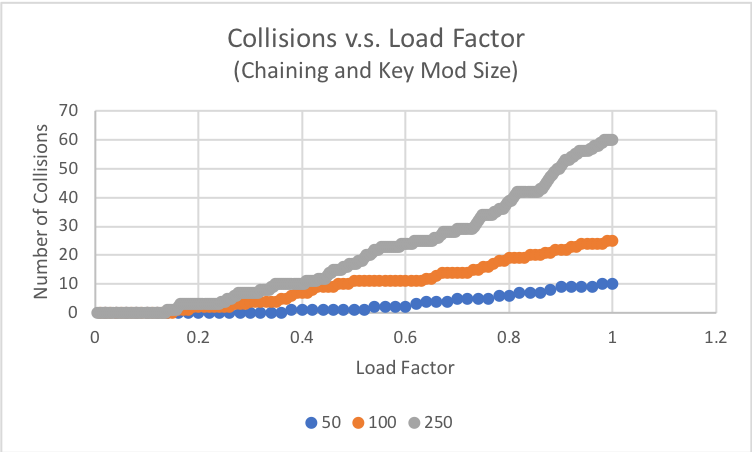 Collisions v.s. Load Factor
(Chaining and Key Mod Size)
Number of Collisions
70
60
50
40
30
20
10
0
0 0.2 0.4 0.6 0.8 1 1.2
Load Factor
50 100 250